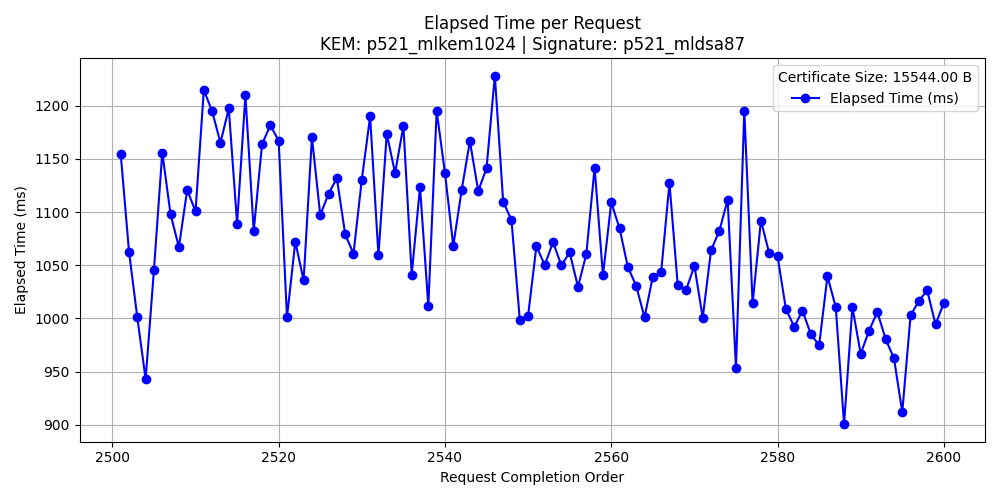 Elapsed Time per Request
KEM: p521_mlkem1024 | Signature: p521_mldsa87
Certificate Size: 15544.00 B
Elapsed Time (ms)
Elapsed Time (ms)
1200
1150
1100
1050
1000
950
900
2500 2520 2540 2560 2580 2600
Request Completion Order